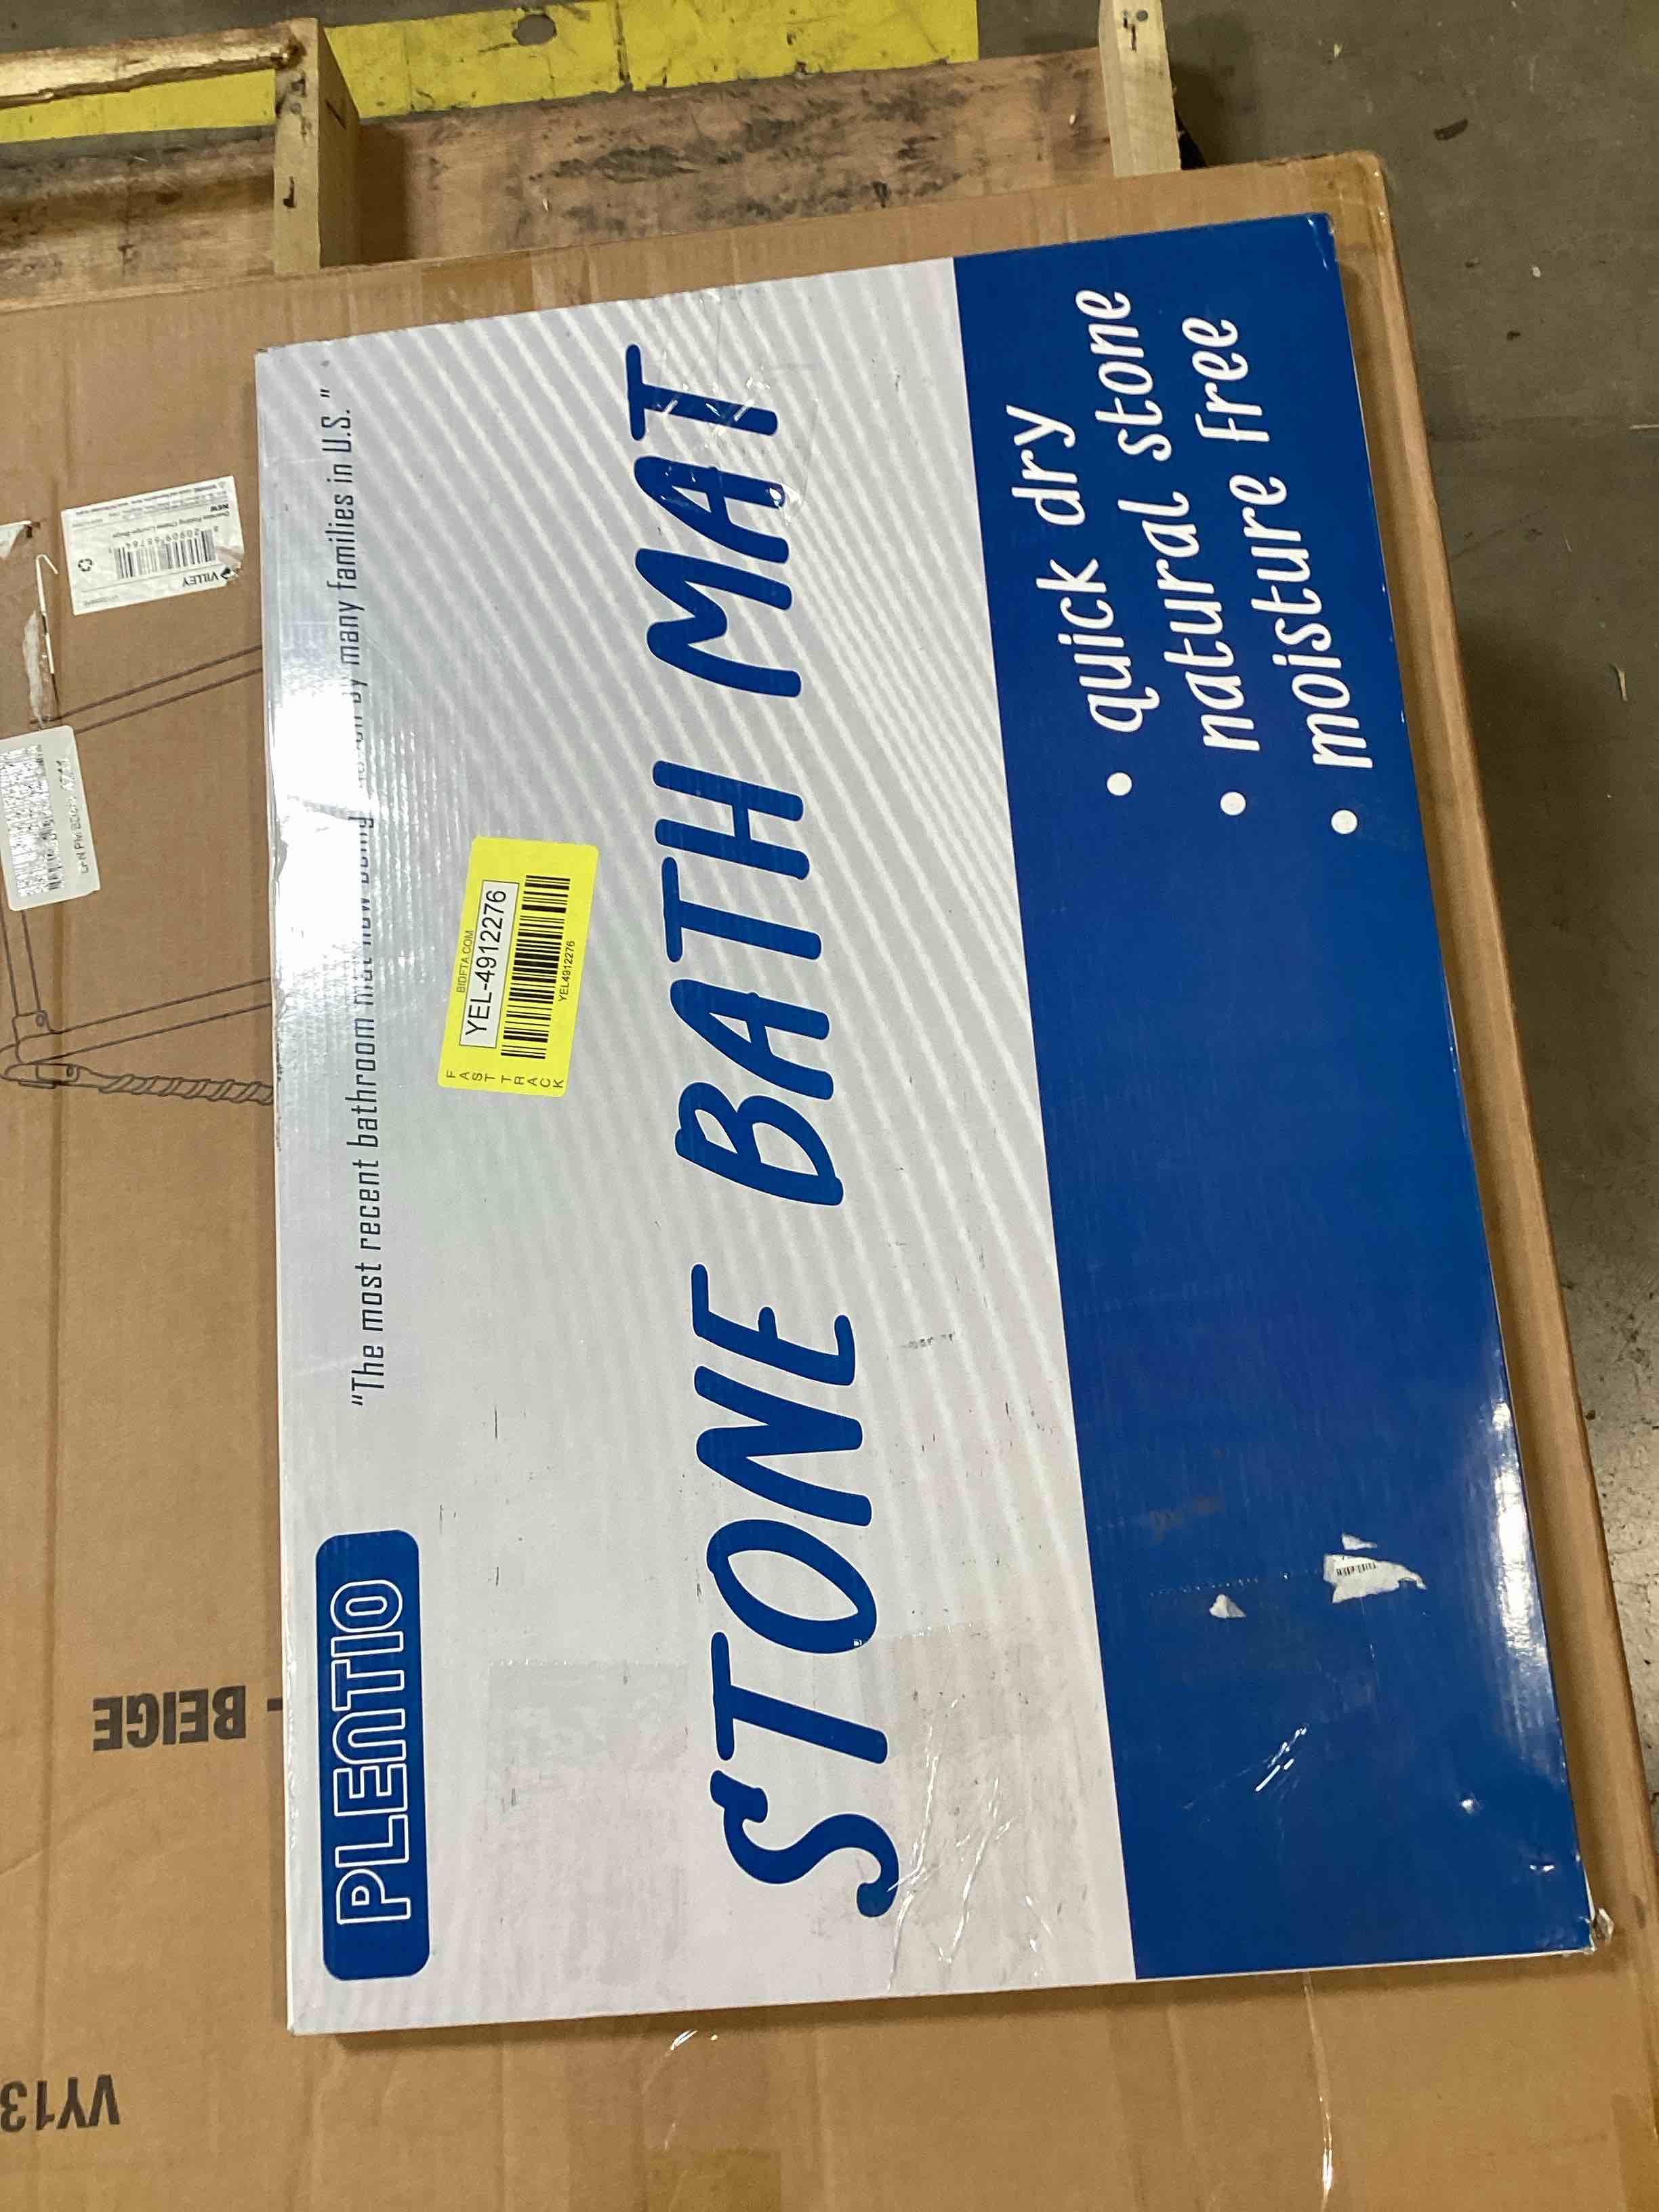 PLENTIO
"The most recent bathroom mat now being by many families in U.S."
BIDFTA.COM
YEL-4912276
YEL4912276
FAST TRACK
STONE BATH MAT
• quick dry
• natural stone
• moisture free
VILLEY
NEW
- BEIGE
VY13